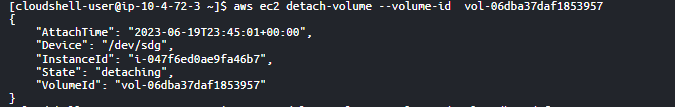 [cloudshell-user@ip-10-4-72-3 ~]$ aws ec2 detach-volume --volume-id  vol-06dba37daf1853957
{
    "AttachTime": "2023-06-19T23:45:01+00:00",
    "Device": "/dev/sdg",
    "InstanceId": "i-047f6ed0ae9fa46b7",
    "State": "detaching",
    "VolumeId": "vol-06dba37daf1853957"
}